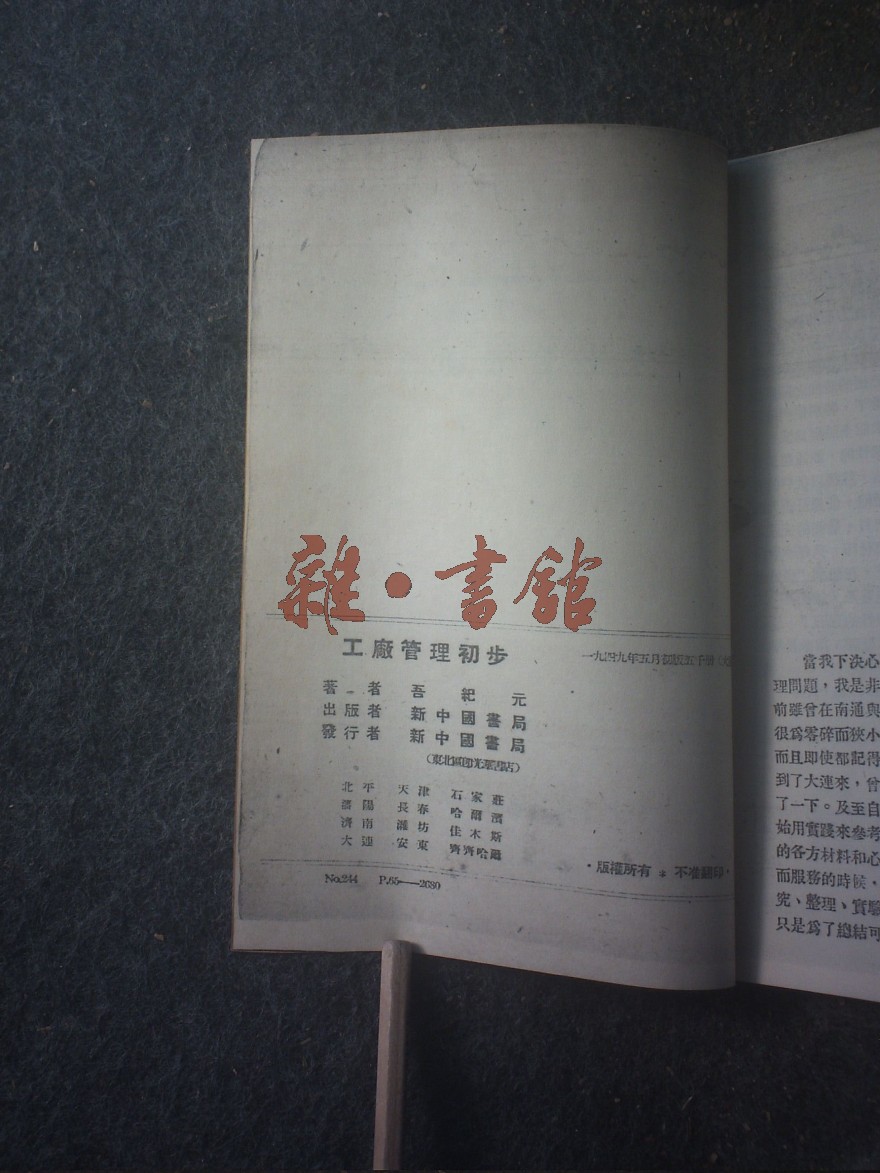 雜·書館
工廠管理初步
一九四九年五月初版五千册
著者 吾紀元
出版者 新中國書局
發行者 新中國書局
（東北區卽光華書店）
北平 天津 石家莊
瀋陽 長春 哈爾濱
濟南 濰坊 佳木斯
大連 安東 齊齊哈爾
·版權所有＊不准翻印·
No.244 P.65——2680
當我下決心
理問題，我是非
前雖曾在南通與
很爲零碎而狹小
而且即使都記得
到了大連來，曾
了一下。及至自
始用實踐來參考
的各方材料和心
而服務的時候，
究、整理、實驗
只是爲了總結可